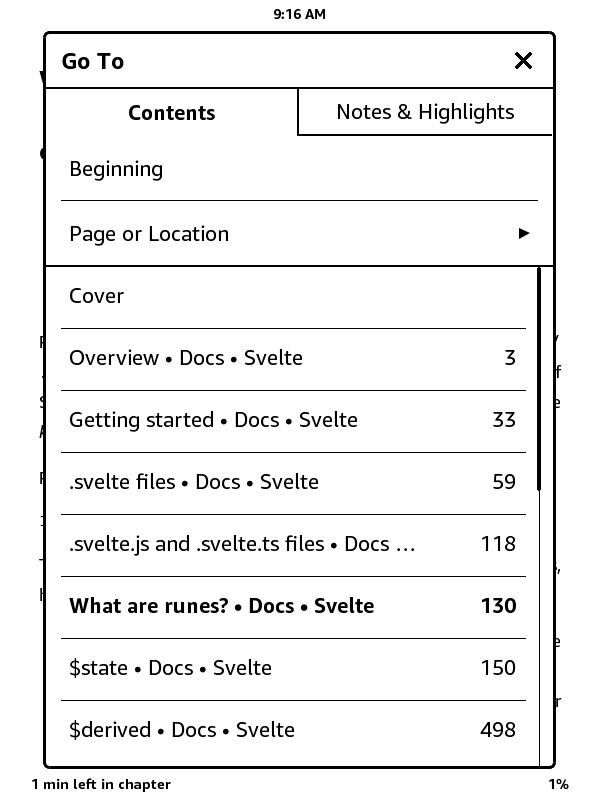 9:16 AM
Go To
Contents
Notes & Highlights
Beginning
Page or Location
Cover
Overview • Docs • Svelte 3
Getting started • Docs • Svelte 33
.svelte files • Docs • Svelte 59
.svelte.js and .svelte.ts files • Docs … 118
What are runes? • Docs • Svelte 130
$state • Docs • Svelte 150
$derived • Docs • Svelte 498
1 min left in chapter 1%